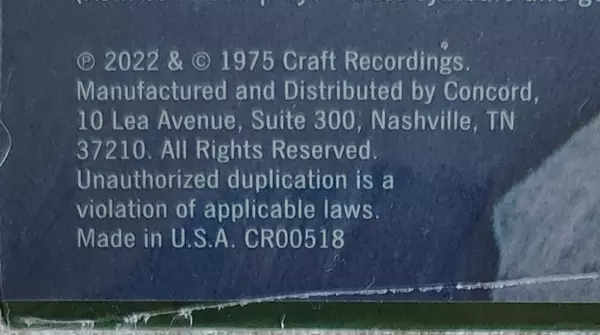 ℗ 2022 & © 1975 Craft Recordings.
Manufactured and Distributed by Concord,
10 Lea Avenue, Suite 300, Nashville, TN
37210. All Rights Reserved.
Unauthorized duplication is a
violation of applicable laws.
Made in U.S.A. CR00518